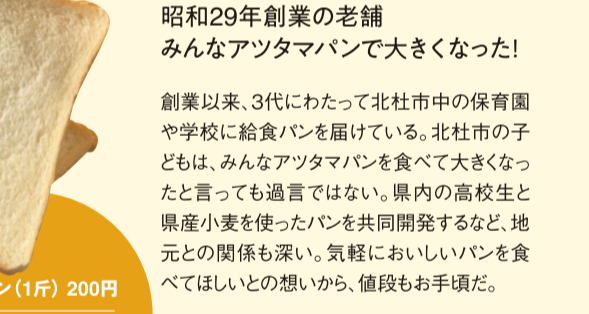 昭和29年創業の老舗
みんなアツタマパンで大きくなった!
創業以来、3代にわたって北杜市中の保育園
や学校に給食パンを届けている。北杜市の子
どもは、みんなアツタマパンを食べて大きくなっ
たと言っても過言ではない。県内の高校生と
県産小麦を使ったパンを共同開発するなど、地
元との関係も深い。気軽においしいパンを食
べてほしいとの想いから、値段もお手頃だ。
ン(1斤) 200円